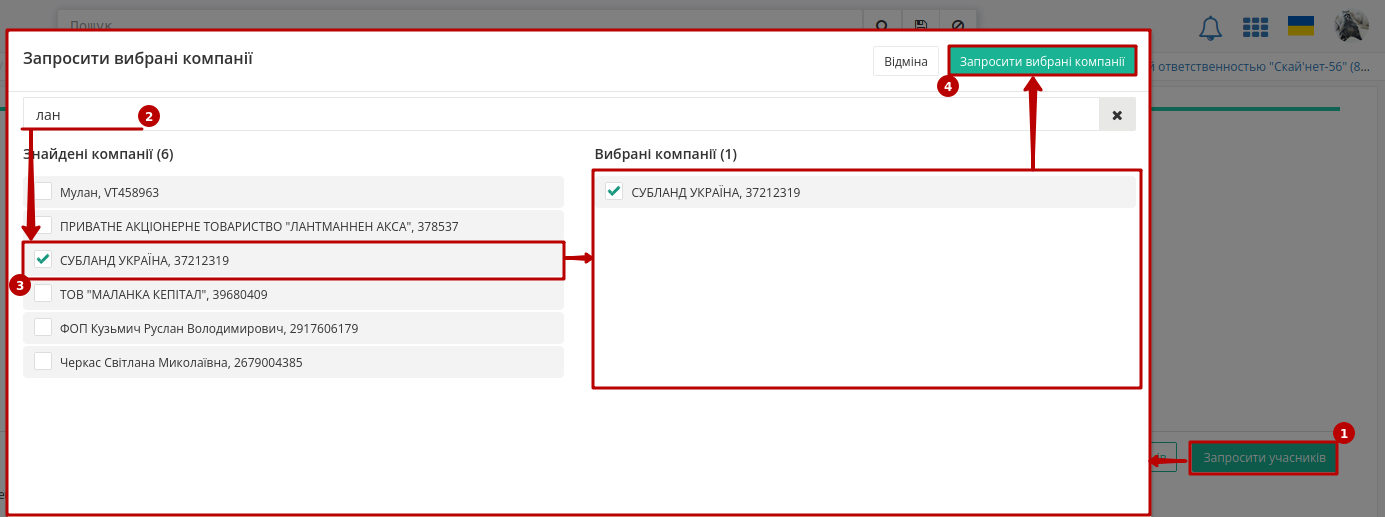 Пошук
Запросити вибрані компанії
Відміна
Запросити вибрані компанії
4
й ответственностью "Скай'нет-56" (8...
лан
2
Знайдені компанії (6)
Вибрані компанії (1)
Мулан, VT458963
СУБЛАНД УКРАЇНА, 37212319
ПРИВАТНЕ АКЦІОНЕРНЕ ТОВАРИСТВО "ЛАНТМАННЕН АКСА", 378537
СУБЛАНД УКРАЇНА, 37212319
3
ТОВ "МАЛАНКА КЕПІТАЛ", 39680409
ФОП Кузьмич Руслан Володимирович, 2917606179
Черкас Світлана Миколаївна, 2679004385
1
Запросити учасників